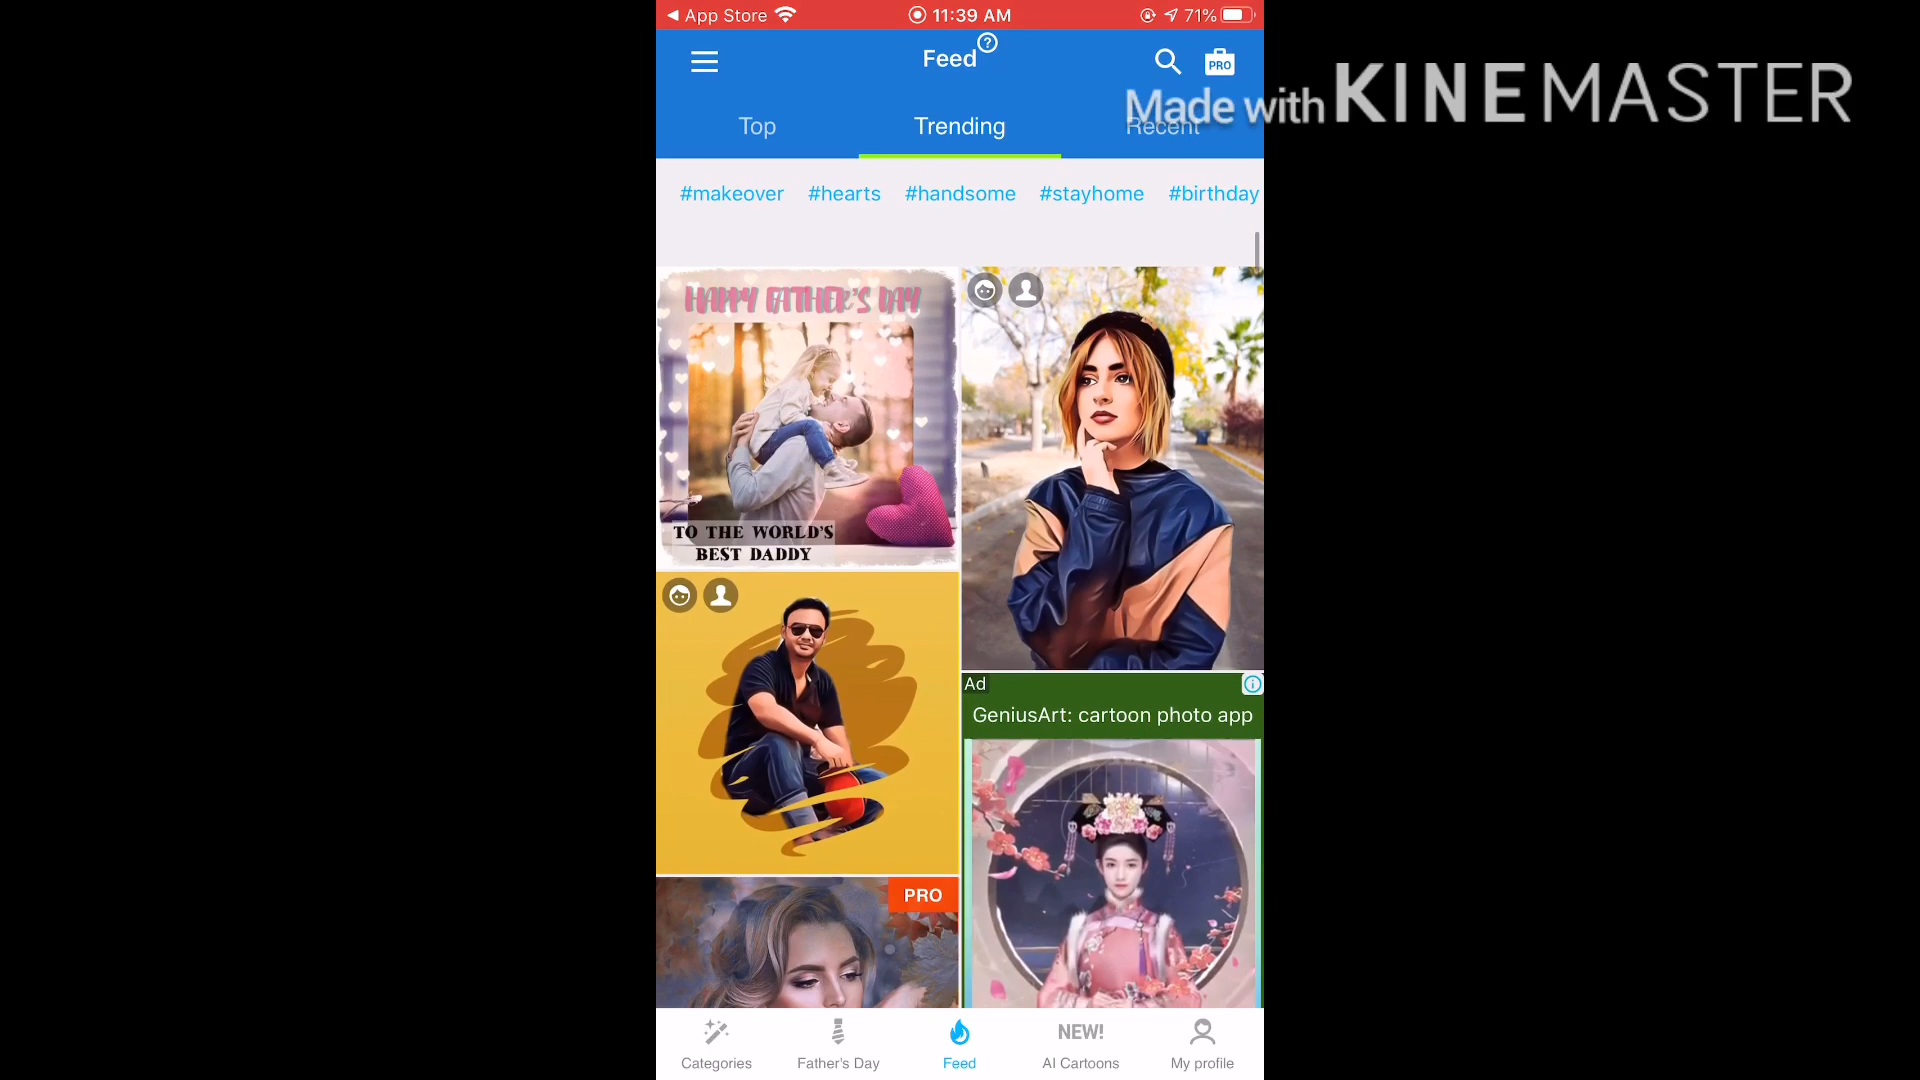 App Store
11:39 AM
71%
Feed
?
PRO
Made with KINEMASTER
Top
Trending
Recent
#makeover #hearts #handsome #stayhome #birthday
HAPPY FATHER'S DAY
TO THE WORLD'S
BEST DADDY
Ad
GeniusArt: cartoon photo app
PRO
Categories
Father's Day
Feed
NEW!
AI Cartoons
My profile